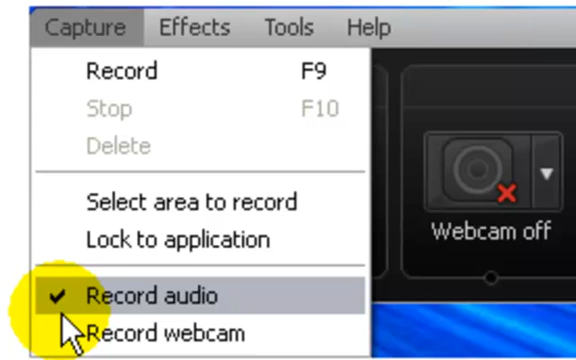 Capture Effects Tools Help
Record F9
Stop F10
Delete
Select area to record
Lock to application
Record audio
Record webcam
Webcam off